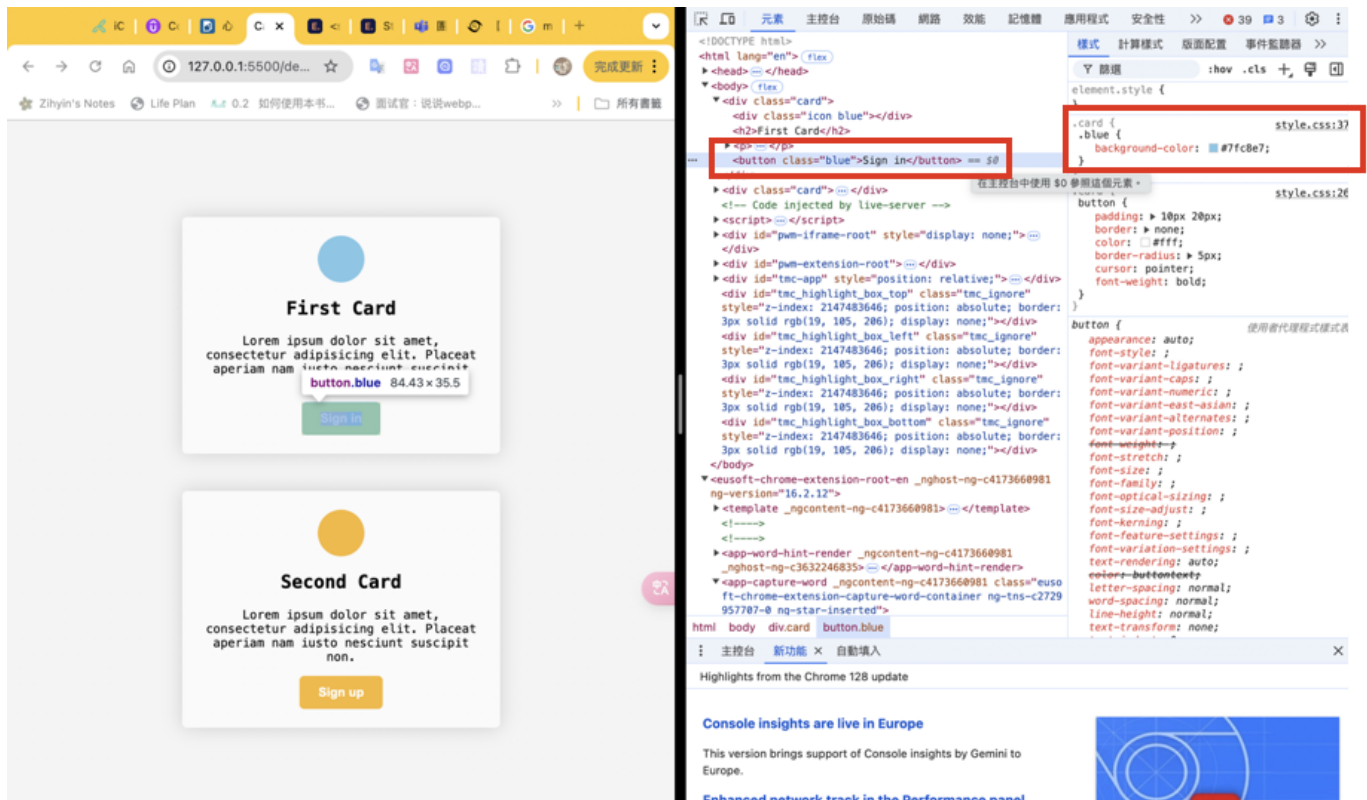 iC
C
心
C
<
S
匯
[
m
+
127.0.0.1:5500/de...
完成更新
Zihyin's Notes
Life Plan
0.2 如何使用本书...
面试官：说说webp...
»
所有書籤
First Card
Lorem ipsum dolor sit amet,
consectetur adipisicing elit. Placeat
aperiam nam iusto nesciunt suscipit
button.blue 84.43×35.5
Sign in
Second Card
Lorem ipsum dolor sit amet,
consectetur adipisicing elit. Placeat
aperiam nam iusto nesciunt suscipit
non.
Sign up
元素 主控台 原始碼 網路 效能 記憶體 應用程式 安全性 » 39 3
<!DOCTYPE html>
<html lang="en"> flex
<head> … </head>
<body> flex
<div class="card">
<div class="icon blue"></div>
<h2>First Card</h2>
<p> … </p>
<button class="blue">Sign in</button> == $0
在主控台中使用 $0 參照這個元素。
<div class="card"> … </div>
<!-- Code injected by live-server -->
<script> … </script>
<div id="pwm-iframe-root" style="display: none;"> …
</div>
<div id="pwm-extension-root"> … </div>
<div id="tmc-app" style="position: relative;"> … </div>
<div id="tmc_highlight_box_top" class="tmc_ignore"
style="z-index: 2147483646; position: absolute; border:
3px solid rgb(19, 105, 206); display: none;"></div>
<div id="tmc_highlight_box_left" class="tmc_ignore"
style="z-index: 2147483646; position: absolute; border:
3px solid rgb(19, 105, 206); display: none;"></div>
<div id="tmc_highlight_box_right" class="tmc_ignore"
style="z-index: 2147483646; position: absolute; border:
3px solid rgb(19, 105, 206); display: none;"></div>
<div id="tmc_highlight_box_bottom" class="tmc_ignore"
style="z-index: 2147483646; position: absolute; border:
3px solid rgb(19, 105, 206); display: none;"></div>
</body>
<eusoft-chrome-extension-root-en _nghost-ng-c4173660981
ng-version="16.2.12">
<template _ngcontent-ng-c4173660981> … </template>
<!---->
<!---->
<app-word-hint-render _ngcontent-ng-c4173660981
_nghost-ng-c3632246835> … </app-word-hint-render>
<app-capture-word _ngcontent-ng-c4173660981 class="euso
ft-chrome-extension-capture-word-container ng-tns-c2729
957707-0 ng-star-inserted">
html body div.card button.blue
樣式 計算樣式 版面配置 事件監聽器 »
篩選 :hov .cls
element.style {
}
.card { style.css:37
.blue {
background-color: #7fc8e7;
}
.card { style.css:26
button {
padding: 10px 20px;
border: none;
color: #fff;
border-radius: 5px;
cursor: pointer;
font-weight: bold;
}
}
button { 使用者代理程式樣式表
appearance: auto;
font-style: ;
font-variant-ligatures: ;
font-variant-caps: ;
font-variant-numeric: ;
font-variant-east-asian: ;
font-variant-alternates: ;
font-variant-position: ;
font-weight: ;
font-stretch: ;
font-size: ;
font-family: ;
font-optical-sizing: ;
font-size-adjust: ;
font-kerning: ;
font-feature-settings: ;
font-variation-settings: ;
text-rendering: auto;
color: buttontext;
letter-spacing: normal;
word-spacing: normal;
line-height: normal;
text-transform: none;
主控台 新功能 自動填入
Highlights from the Chrome 128 update
Console insights are live in Europe
This version brings support of Console insights by Gemini to
Europe.
Enhanced network track in the Performance panel